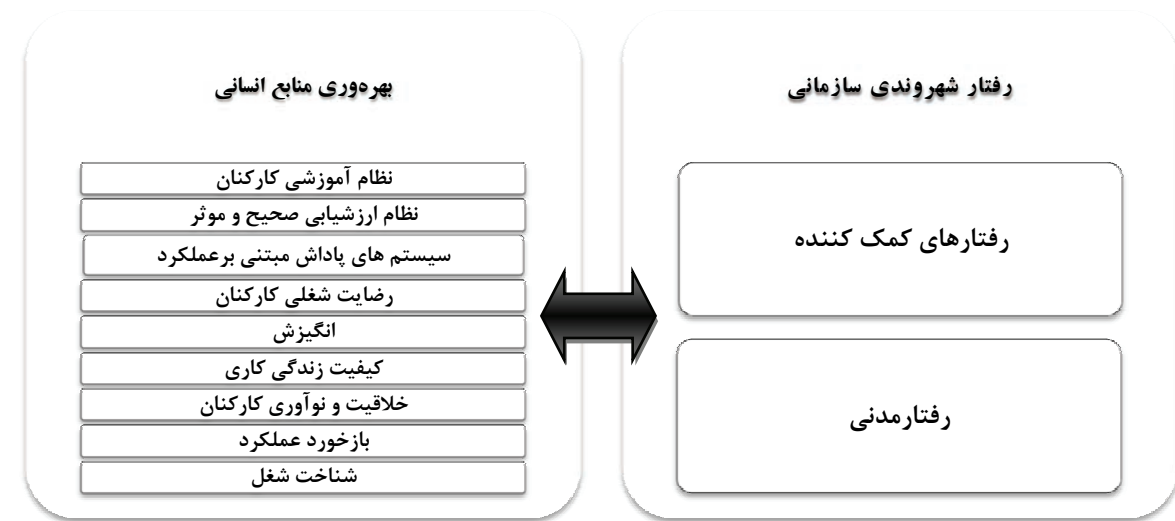 رفتار شهروندی سازمانی
رفتارهای کمک کننده
رفتارمدنی
بهره‌وری منابع انسانی
نظام آموزشی کارکنان
نظام ارزشیابی صحیح و موثر
سیستم های پاداش مبتنی برعملکرد
رضایت شغلی کارکنان
انگیزش
کیفیت زندگی کاری
خلاقیت و نوآوری کارکنان
بازخورد عملکرد
شناخت شغل